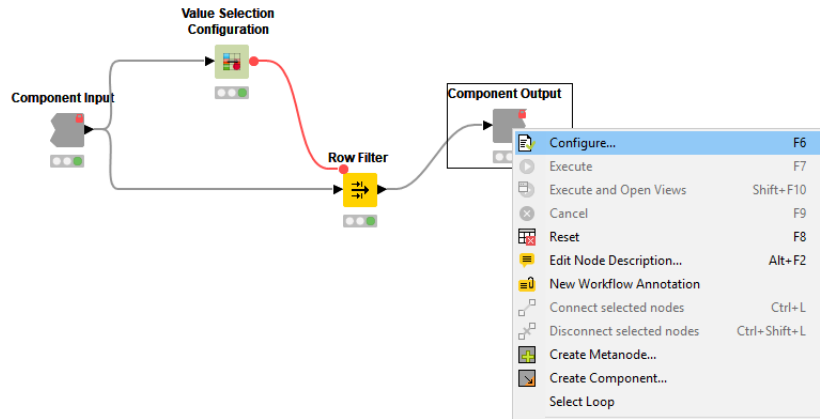 Value Selection
Configuration
Component Input
Component Output
Row Filter
Configure... F6
Execute F7
Execute and Open Views Shift+F10
Cancel F9
Reset F8
Edit Node Description... Alt+F2
New Workflow Annotation
Connect selected nodes Ctrl+L
Disconnect selected nodes Ctrl+Shift+L
Create Metanode...
Create Component...
Select Loop